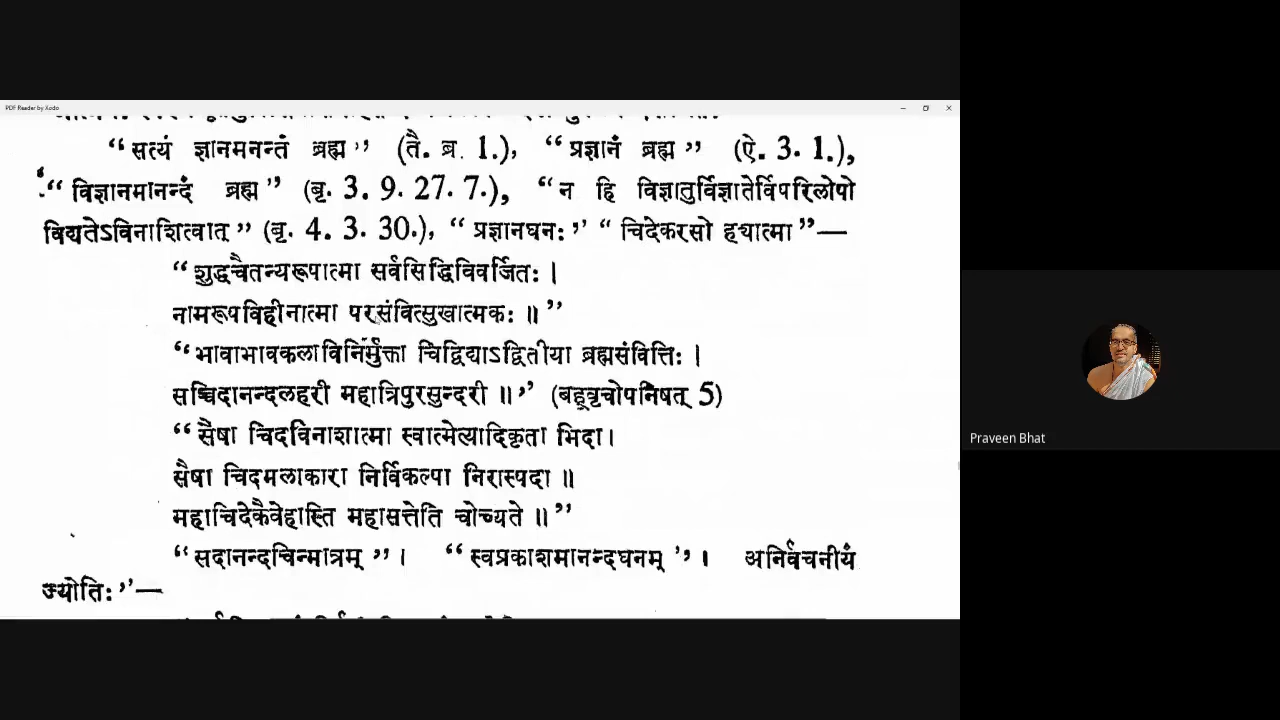 PDF Reader by Xodo
“सत्यं ज्ञानमनन्तं ब्रह्म” (तै. ब्र. 1.), “प्रज्ञानं ब्रह्म” (ऐ. 3. 1.),
“विज्ञानमानन्दं ब्रह्म” (बृ. 3. 9. 27. 7.), “न हि विज्ञातुर्विज्ञातेर्विपरिलोपो
विद्यतेऽविनाशित्वात्” (बृ. 4. 3. 30.), “प्रज्ञानघनः” “चिदेकरसो ह्यात्मा”—
“शुद्धचैतन्यरूपात्मा सर्वसिद्धिविवर्जितः ।
नामरूपविहीनात्मा परसंवित्सुखात्मकः ॥”
“भावाभावकलाविनिर्मुक्ता चिद्विद्याऽद्वितीया ब्रह्मसंवित्तिः ।
सच्चिदानन्दलहरी महात्रिपुरसुन्दरी ॥” (बह्वृचोपनिषत् 5)
“सैषा चिदविनाशात्मा स्वात्मेत्यादिकृता भिदा।
सैषा चिदमलाकारा निर्विकल्पा निरास्पदा ॥
महाचिदेकैवेहास्ति महासत्तेति चोच्यते ॥”
“सदानन्दचिन्मात्रम्”। “स्वप्रकाशमानन्दघनम्”। अनिर्वचनीयं
ज्योतिः”—
Praveen Bhat